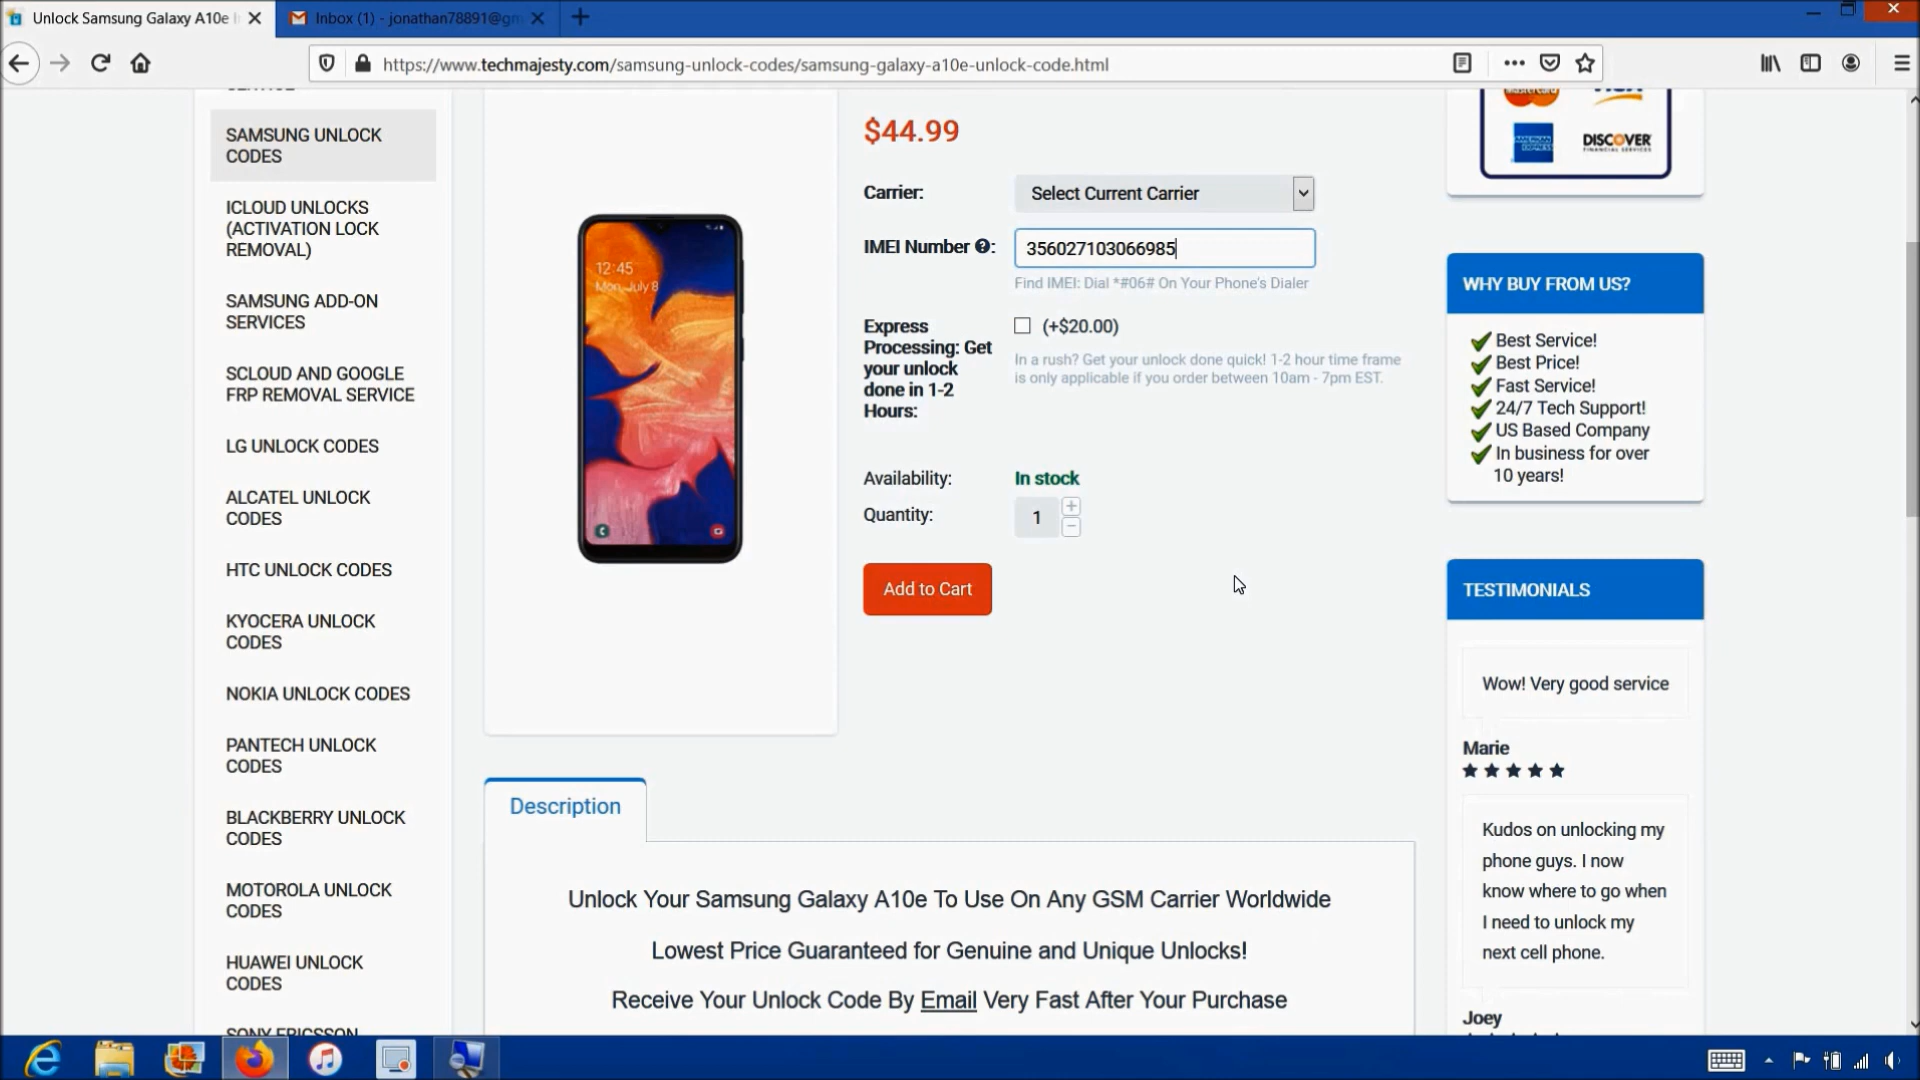 Unlock Samsung Galaxy A10e
Inbox (1) - jonathan78891@gm
https://www.techmajesty.com/samsung-unlock-codes/samsung-galaxy-a10e-unlock-code.html
SAMSUNG UNLOCK
CODES
ICLOUD UNLOCKS
(ACTIVATION LOCK
REMOVAL)
SAMSUNG ADD-ON
SERVICES
SCLOUD AND GOOGLE
FRP REMOVAL SERVICE
LG UNLOCK CODES
ALCATEL UNLOCK
CODES
HTC UNLOCK CODES
KYOCERA UNLOCK
CODES
NOKIA UNLOCK CODES
PANTECH UNLOCK
CODES
BLACKBERRY UNLOCK
CODES
MOTOROLA UNLOCK
CODES
HUAWEI UNLOCK
CODES
SONY ERICSSON
12:45
Mon, July 8
$44.99
Carrier: Select Current Carrier
IMEI Number ?: 356027103066985
Find IMEI: Dial *#06# On Your Phone's Dialer
Express
Processing: Get
your unlock
done in 1-2
Hours:
(+$20.00)
In a rush? Get your unlock done quick! 1-2 hour time frame
is only applicable if you order between 10am - 7pm EST.
Availability: In stock
Quantity: 1
Add to Cart
Description
Unlock Your Samsung Galaxy A10e To Use On Any GSM Carrier Worldwide
Lowest Price Guaranteed for Genuine and Unique Unlocks!
Receive Your Unlock Code By Email Very Fast After Your Purchase
AMERICAN EXPRESS
DISCOVER
FINANCIAL SERVICES
WHY BUY FROM US?
Best Service!
Best Price!
Fast Service!
24/7 Tech Support!
US Based Company
In business for over
10 years!
TESTIMONIALS
Wow! Very good service
Marie
Kudos on unlocking my
phone guys. I now
know where to go when
I need to unlock my
next cell phone.
Joey